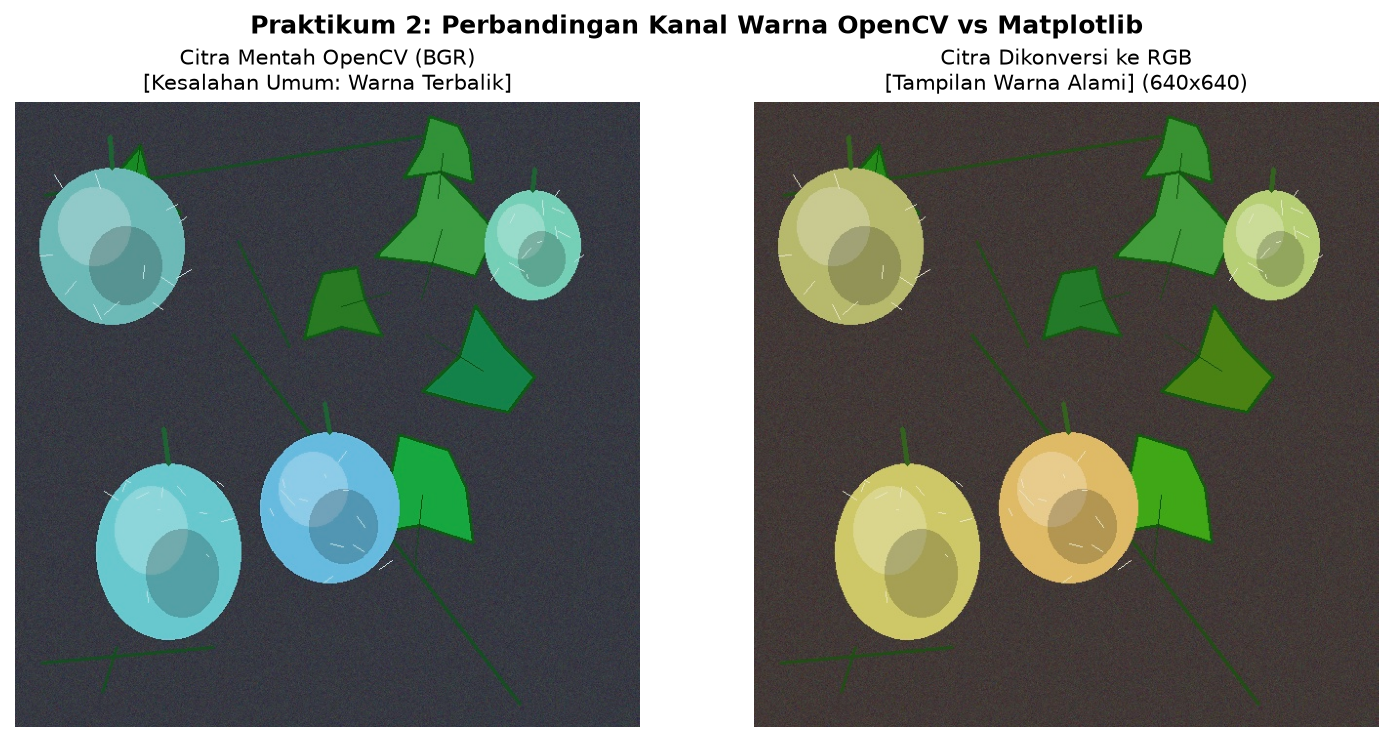 Praktikum 2: Perbandingan Kanal Warna OpenCV vs Matplotlib
Citra Mentah OpenCV (BGR)
[Kesalahan Umum: Warna Terbalik]
Citra Dikonversi ke RGB
[Tampilan Warna Alami] (640x640)